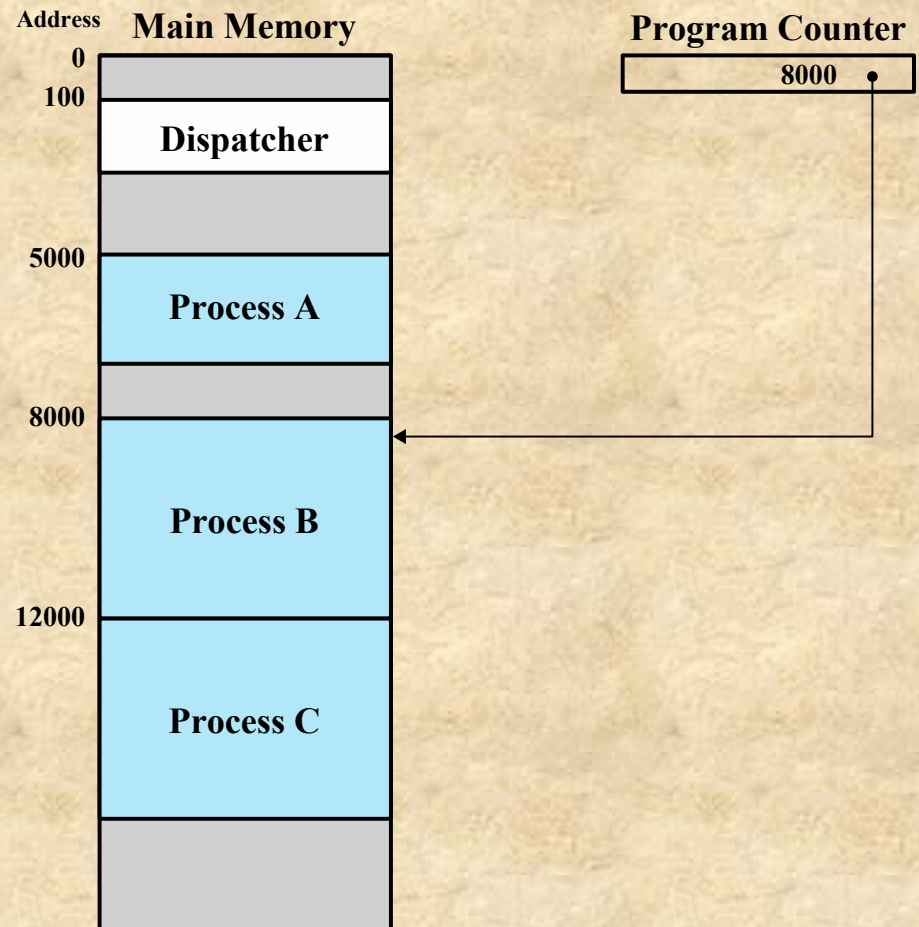 Address
Main Memory
Program Counter
0
8000
100
Dispatcher
5000
Process A
8000
Process B
12000
Process C